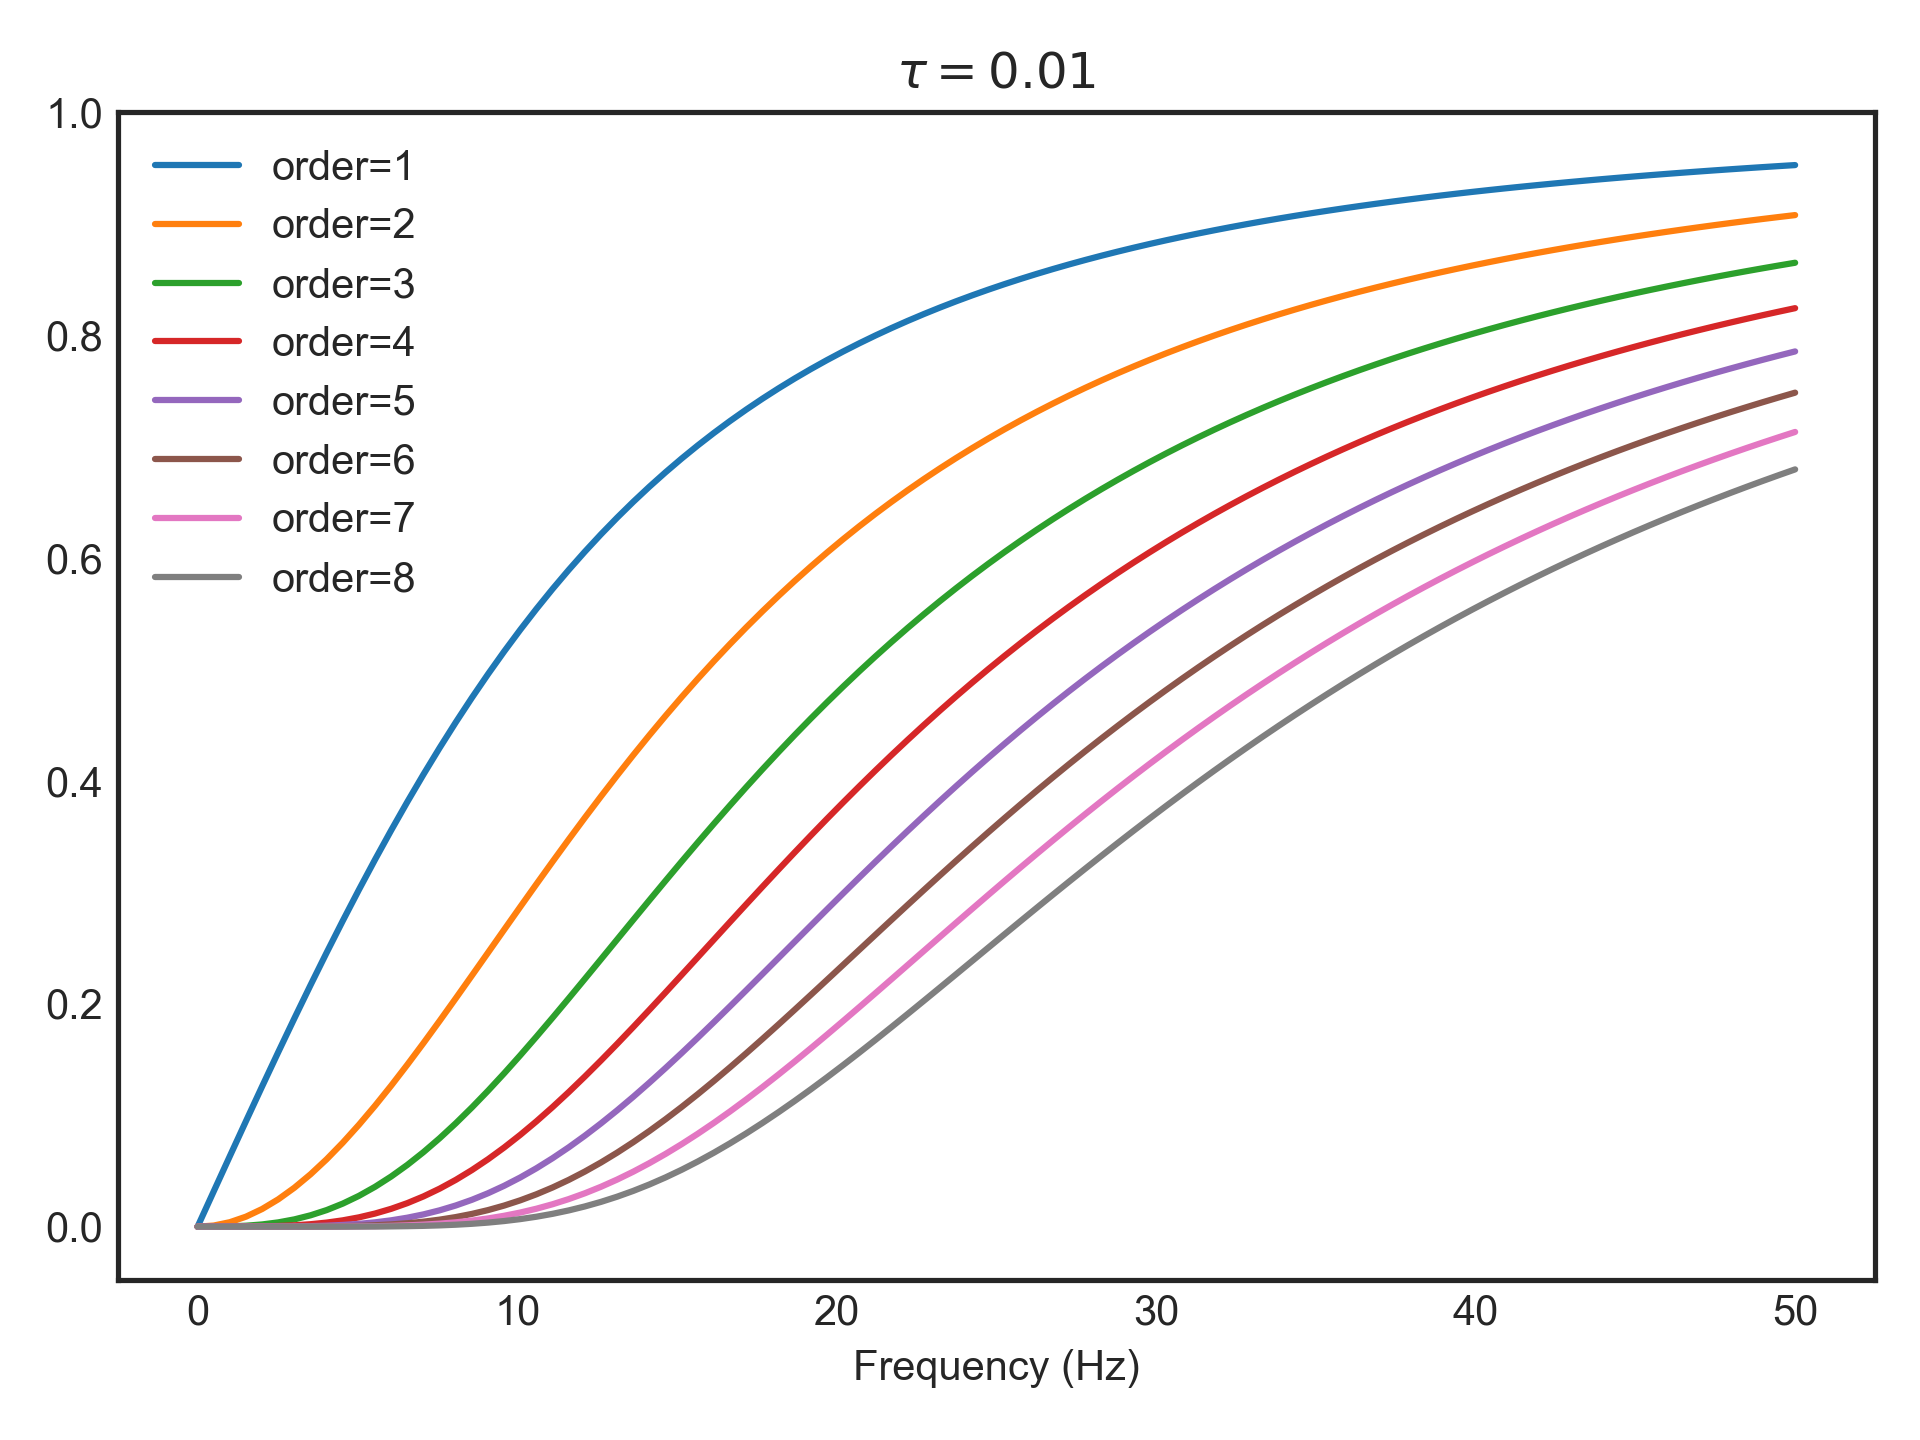 τ = 0.01
1.0
0.8
0.6
0.4
0.2
0.0
order=1
order=2
order=3
order=4
order=5
order=6
order=7
order=8
0 10 20 30 40 50
Frequency (Hz)